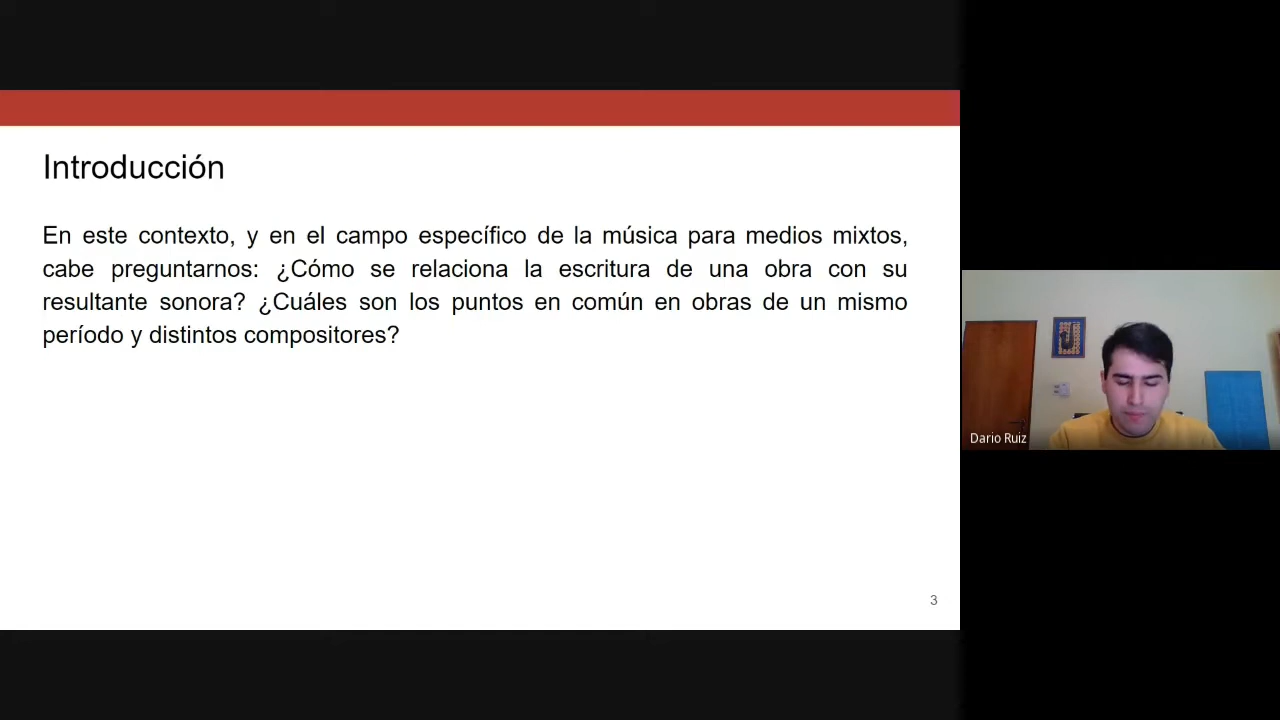 Introducción
En este contexto, y en el campo específico de la música para medios mixtos,
cabe preguntarnos: ¿Cómo se relaciona la escritura de una obra con su
resultante sonora? ¿Cuáles son los puntos en común en obras de un mismo
período y distintos compositores?
3
Dario Ruiz